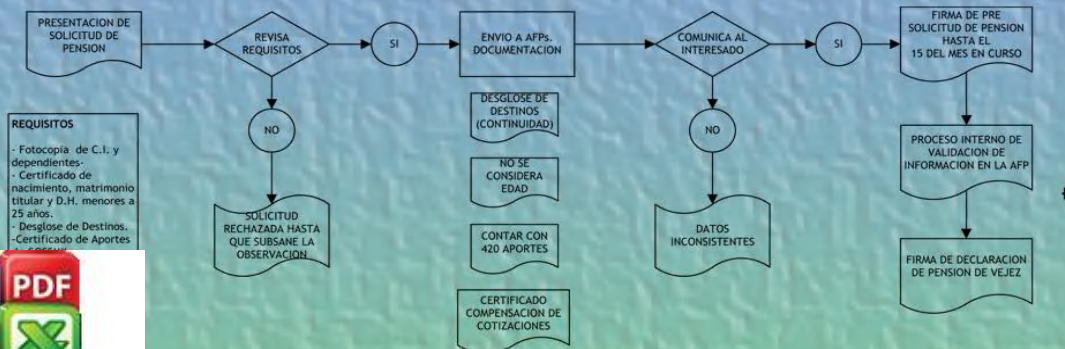 PRESENTACION DE
SOLICITUD DE
PENSION
REVISA
REQUISITOS
SI
ENVIO A AFPs.
DOCUMENTACION
COMUNICA AL
INTERESADO
SI
FIRMA DE PRE
SOLICITUD DE PENSION
HASTA EL
15 DEL MES EN CURSO
REQUISITOS
- Fotocopia de C.I. y
dependientes-
- Certificado de
nacimiento, matrimonio
titular y D.H. menores a
25 años.
- Desglose de Destinos.
-Certificado de Aportes
NO
SOLICITUD
RECHAZADA HASTA
QUE SUBSANE LA
OBSERVACION
DESGLOSE DE
DESTINOS
(CONTINUIDAD)
NO SE
CONSIDERA
EDAD
CONTAR CON
420 APORTES
CERTIFICADO
COMPENSACION DE
COTIZACIONES
NO
DATOS
INCONSISTENTES
PROCESO INTERNO DE
VALIDACION DE
INFORMACION EN LA AFP
FIRMA DE DECLARACION
DE PENSION DE VEJEZ
PDF